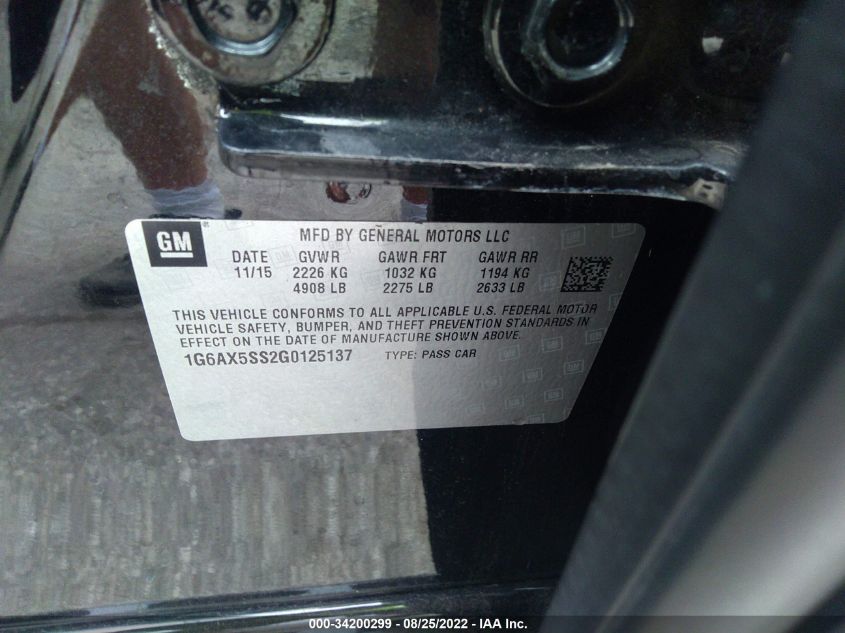 GM
MFD BY GENERAL MOTORS LLC
DATE GVWR GAWR FRT GAWR RR
11/15 2226 KG 1032 KG 1194 KG
4908 LB 2275 LB 2633 LB
THIS VEHICLE CONFORMS TO ALL APPLICABLE U.S. FEDERAL MOTOR
VEHICLE SAFETY, BUMPER, AND THEFT PREVENTION STANDARDS IN
EFFECT ON THE DATE OF MANUFACTURE SHOWN ABOVE.
1G6AX5SS2G0125137 TYPE: PASS CAR
000-34200299 - 08/25/2022 - IAA Inc.